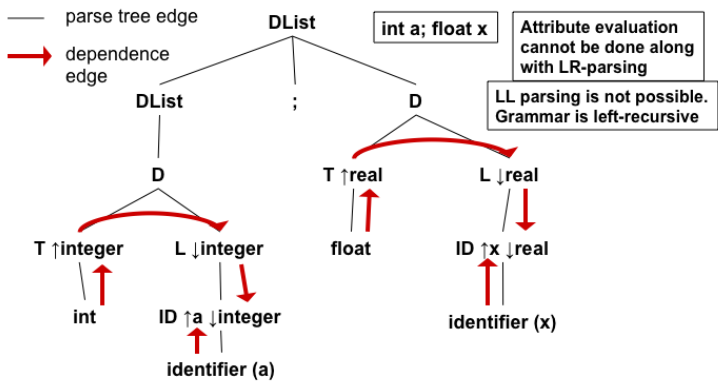 parse tree edge
dependence
edge
DList
int a; float x
Attribute evaluation
cannot be done along
with LR-parsing
LL parsing is not possible.
Grammar is left-recursive
DList
;
D
D
T ↑real
L ↓real
T ↑integer
L ↓integer
float
ID ↑x ↓real
int
ID ↑a ↓integer
identifier (x)
identifier (a)